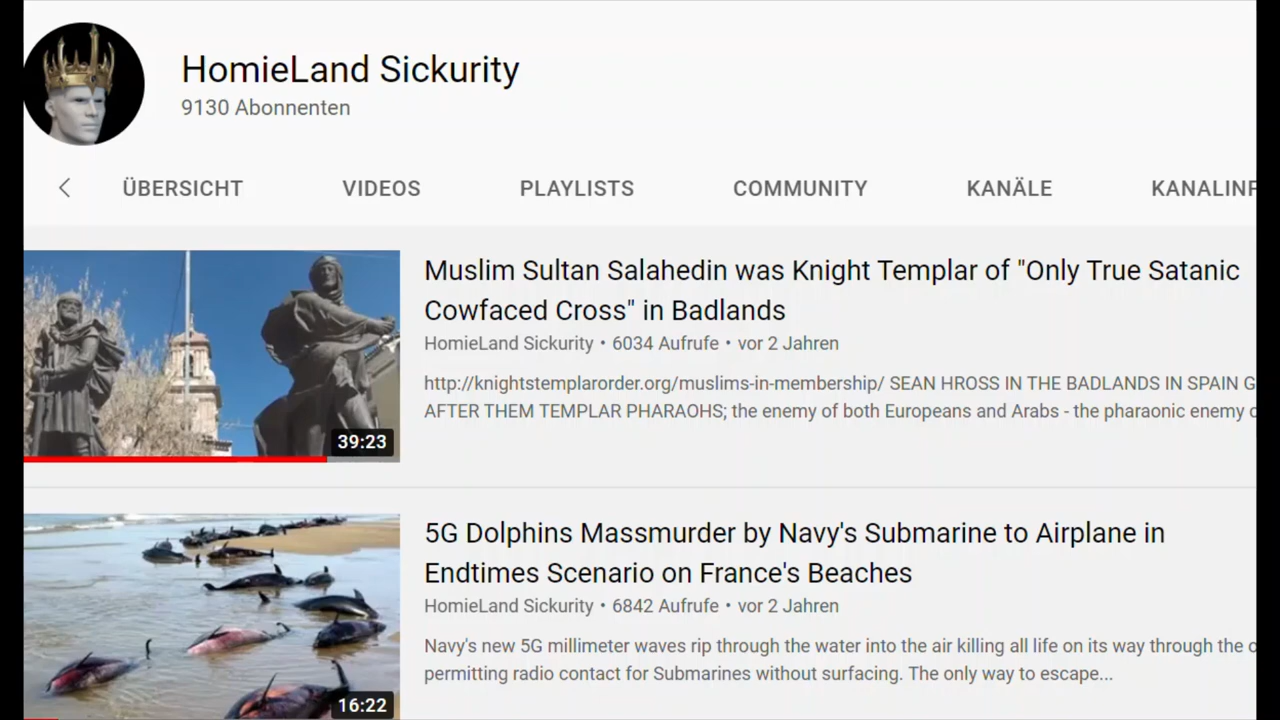 HomieLand Sickurity
9130 Abonnenten
ÜBERSICHT VIDEOS PLAYLISTS COMMUNITY KANÄLE KANALINF
Muslim Sultan Salahedin was Knight Templar of "Only True Satanic
Cowfaced Cross" in Badlands
HomieLand Sickurity • 6034 Aufrufe • vor 2 Jahren
http://knightstemplarorder.org/muslims-in-membership/ SEAN HROSS IN THE BADLANDS IN SPAIN G
AFTER THEM TEMPLAR PHARAOHS; the enemy of both Europeans and Arabs - the pharaonic enemy o
39:23
5G Dolphins Massmurder by Navy's Submarine to Airplane in
Endtimes Scenario on France's Beaches
HomieLand Sickurity • 6842 Aufrufe • vor 2 Jahren
Navy's new 5G millimeter waves rip through the water into the air killing all life on its way through the o
permitting radio contact for Submarines without surfacing. The only way to escape...
16:22